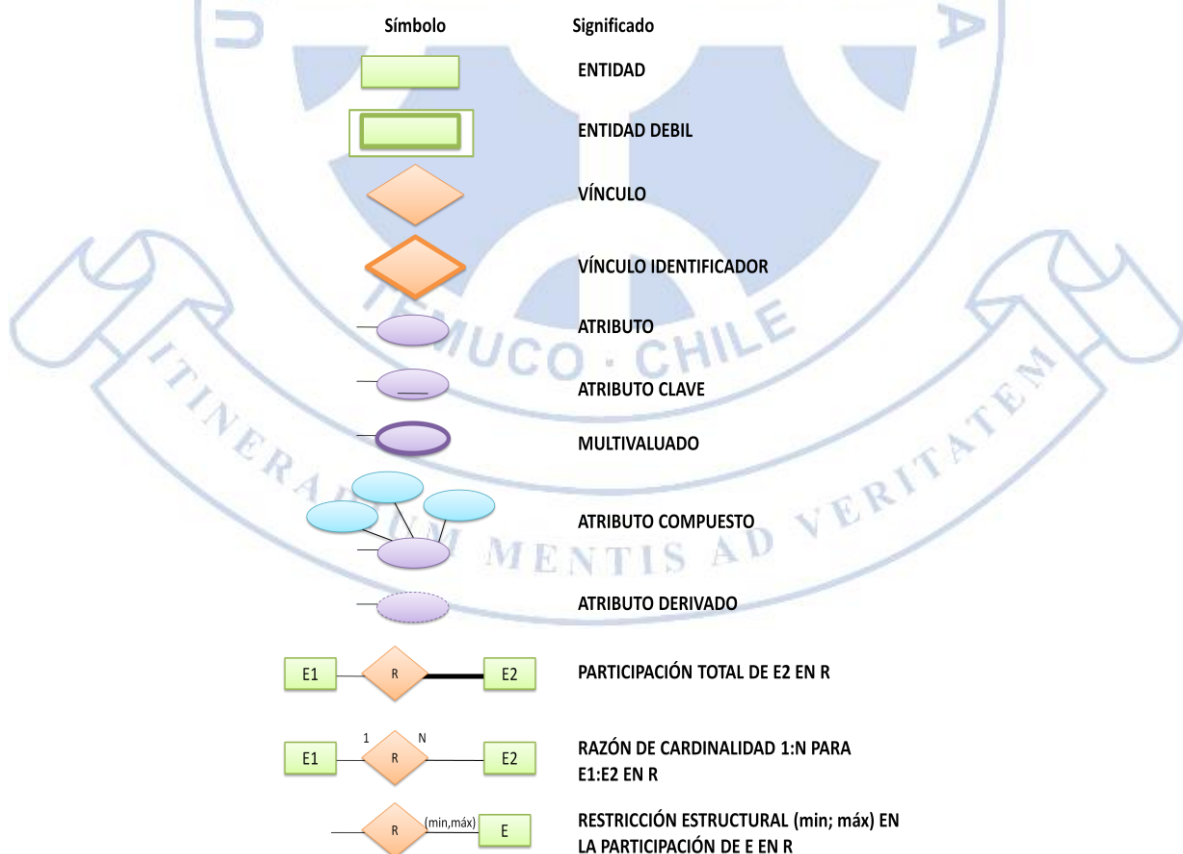 U A
Símbolo Significado
ENTIDAD
ENTIDAD DEBIL
VÍNCULO
VÍNCULO IDENTIFICADOR
ATRIBUTO
ATRIBUTO CLAVE
MULTIVALUADO
ATRIBUTO COMPUESTO
ATRIBUTO DERIVADO
E1 R E2 PARTICIPACIÓN TOTAL DE E2 EN R
1 N
E1 R E2 RAZÓN DE CARDINALIDAD 1:N PARA
E1:E2 EN R
R (min,máx) E RESTRICCIÓN ESTRUCTURAL (min; máx) EN
LA PARTICIPACIÓN DE E EN R
TEMUCO · CHILE
MENTIS AD VERITATEM